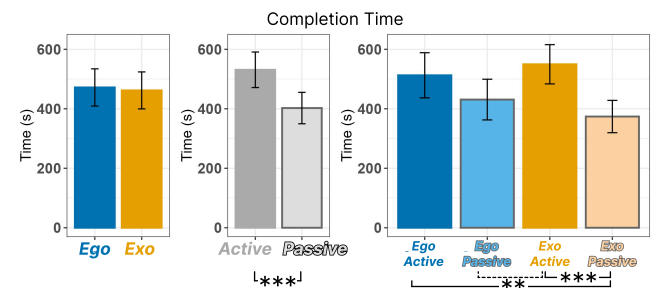 Completion Time
Time (s)
600
400
200
0
Ego Exo
Time (s)
600
400
200
0
Active Passive
***
Time (s)
600
400
200
0
Ego Active
Ego Passive
Exo Active
Exo Passive
***
**